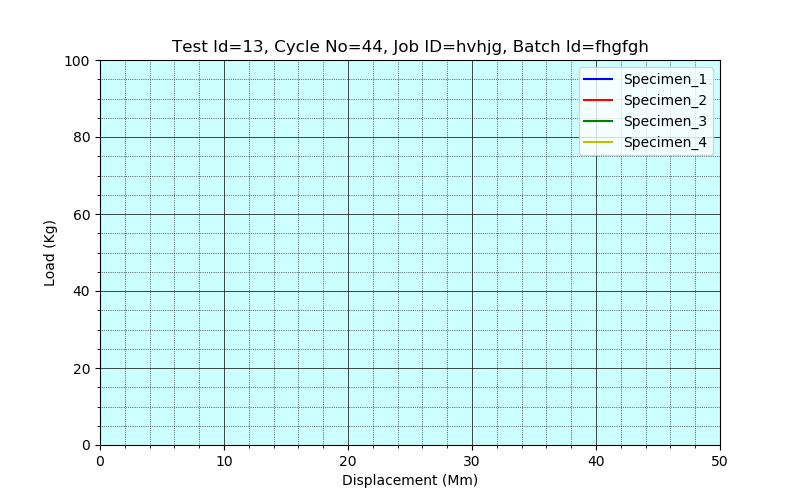 Test Id=13, Cycle No=44, Job ID=hvhjg, Batch Id=fhgfgh
100
80
60
40
20
0
Load (Kg)
Specimen_1
Specimen_2
Specimen_3
Specimen_4
0 10 20 30 40 50
Displacement (Mm)